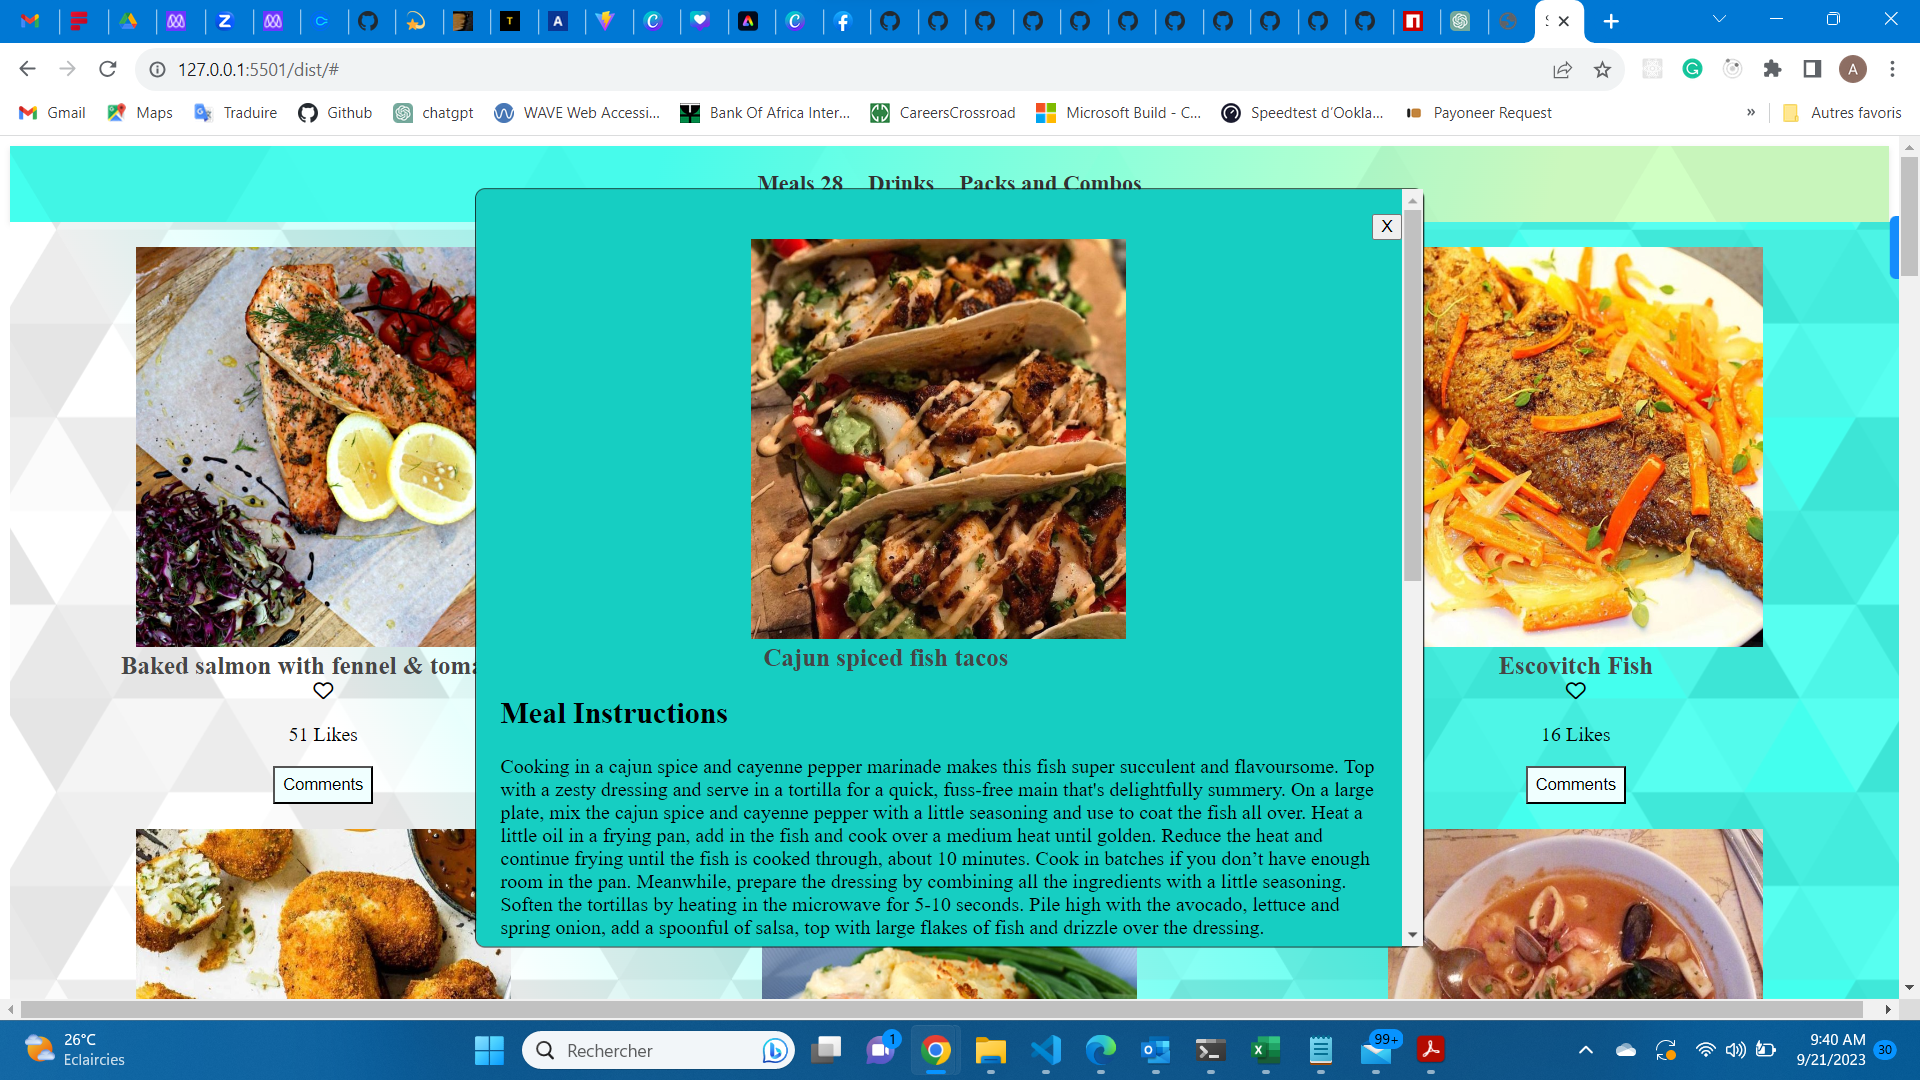 127.0.0.1:5501/dist/#
A
Gmail
Maps
Traduire
Github
chatgpt
WAVE Web Accessi...
Bank Of Africa Inter...
CareersCrossroad
Microsoft Build - C...
Speedtest d'Ookla...
Payoneer Request
»
Autres favoris
Meals 28 Drinks Packs and Combos
X
Cajun spiced fish tacos
Meal Instructions
Cooking in a cajun spice and cayenne pepper marinade makes this fish super succulent and flavoursome. Top
with a zesty dressing and serve in a tortilla for a quick, fuss-free main that's delightfully summery. On a large
plate, mix the cajun spice and cayenne pepper with a little seasoning and use to coat the fish all over. Heat a
little oil in a frying pan, add in the fish and cook over a medium heat until golden. Reduce the heat and
continue frying until the fish is cooked through, about 10 minutes. Cook in batches if you don’t have enough
room in the pan. Meanwhile, prepare the dressing by combining all the ingredients with a little seasoning.
Soften the tortillas by heating in the microwave for 5-10 seconds. Pile high with the avocado, lettuce and
spring onion, add a spoonful of salsa, top with large flakes of fish and drizzle over the dressing.
Baked salmon with fennel & toma
51 Likes
Comments
Escovitch Fish
16 Likes
Comments
26°C
Eclaircies
Rechercher
1
99+
9:40 AM
9/21/2023
30